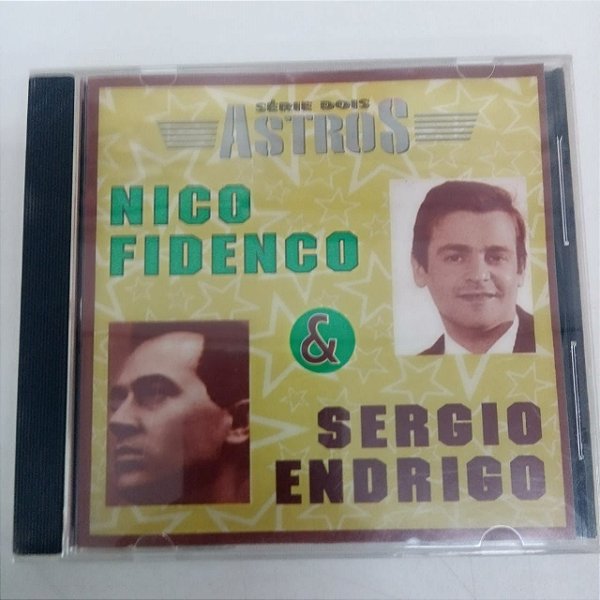 SÉRIE DOIS
ASTROS
NICO
FIDENCO
&
SERGIO
ENDRIGO